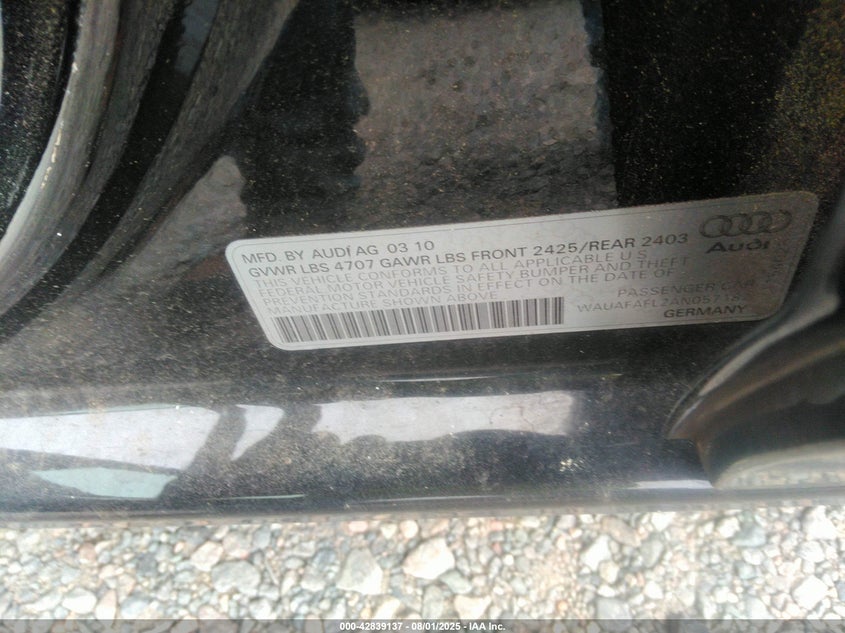 MFD. BY AUDI AG 03 10
GVWR LBS 4707 GAWR LBS FRONT 2425/REAR 2403
THIS VEHICLE CONFORMS TO ALL APPLICABLE U S
FEDERAL MOTOR VEHICLE SAFETY BUMPER AND THEFT
PREVENTION STANDARDS IN EFFECT ON THE DATE OF
MANUFACTURE SHOWN ABOVE
PASSENGER CAR
GERMANY
Audi
000-42839137 - 08/01/2025 - IAA Inc.